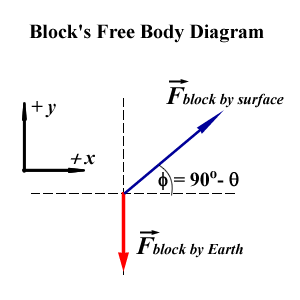 Block's Free Body Diagram
F block by surface
+y
+x
ϕ = 90º- θ
F block by Earth